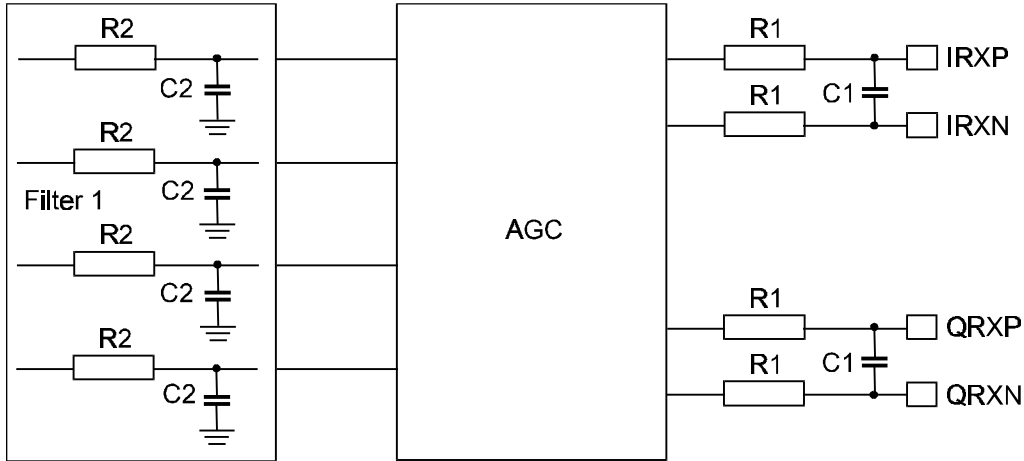 R2
C2
R2
C2
Filter 1
R2
C2
R2
C2
AGC
R1
IRXP
R1
C1
IRXN
R1
QRXP
R1
C1
QRXN